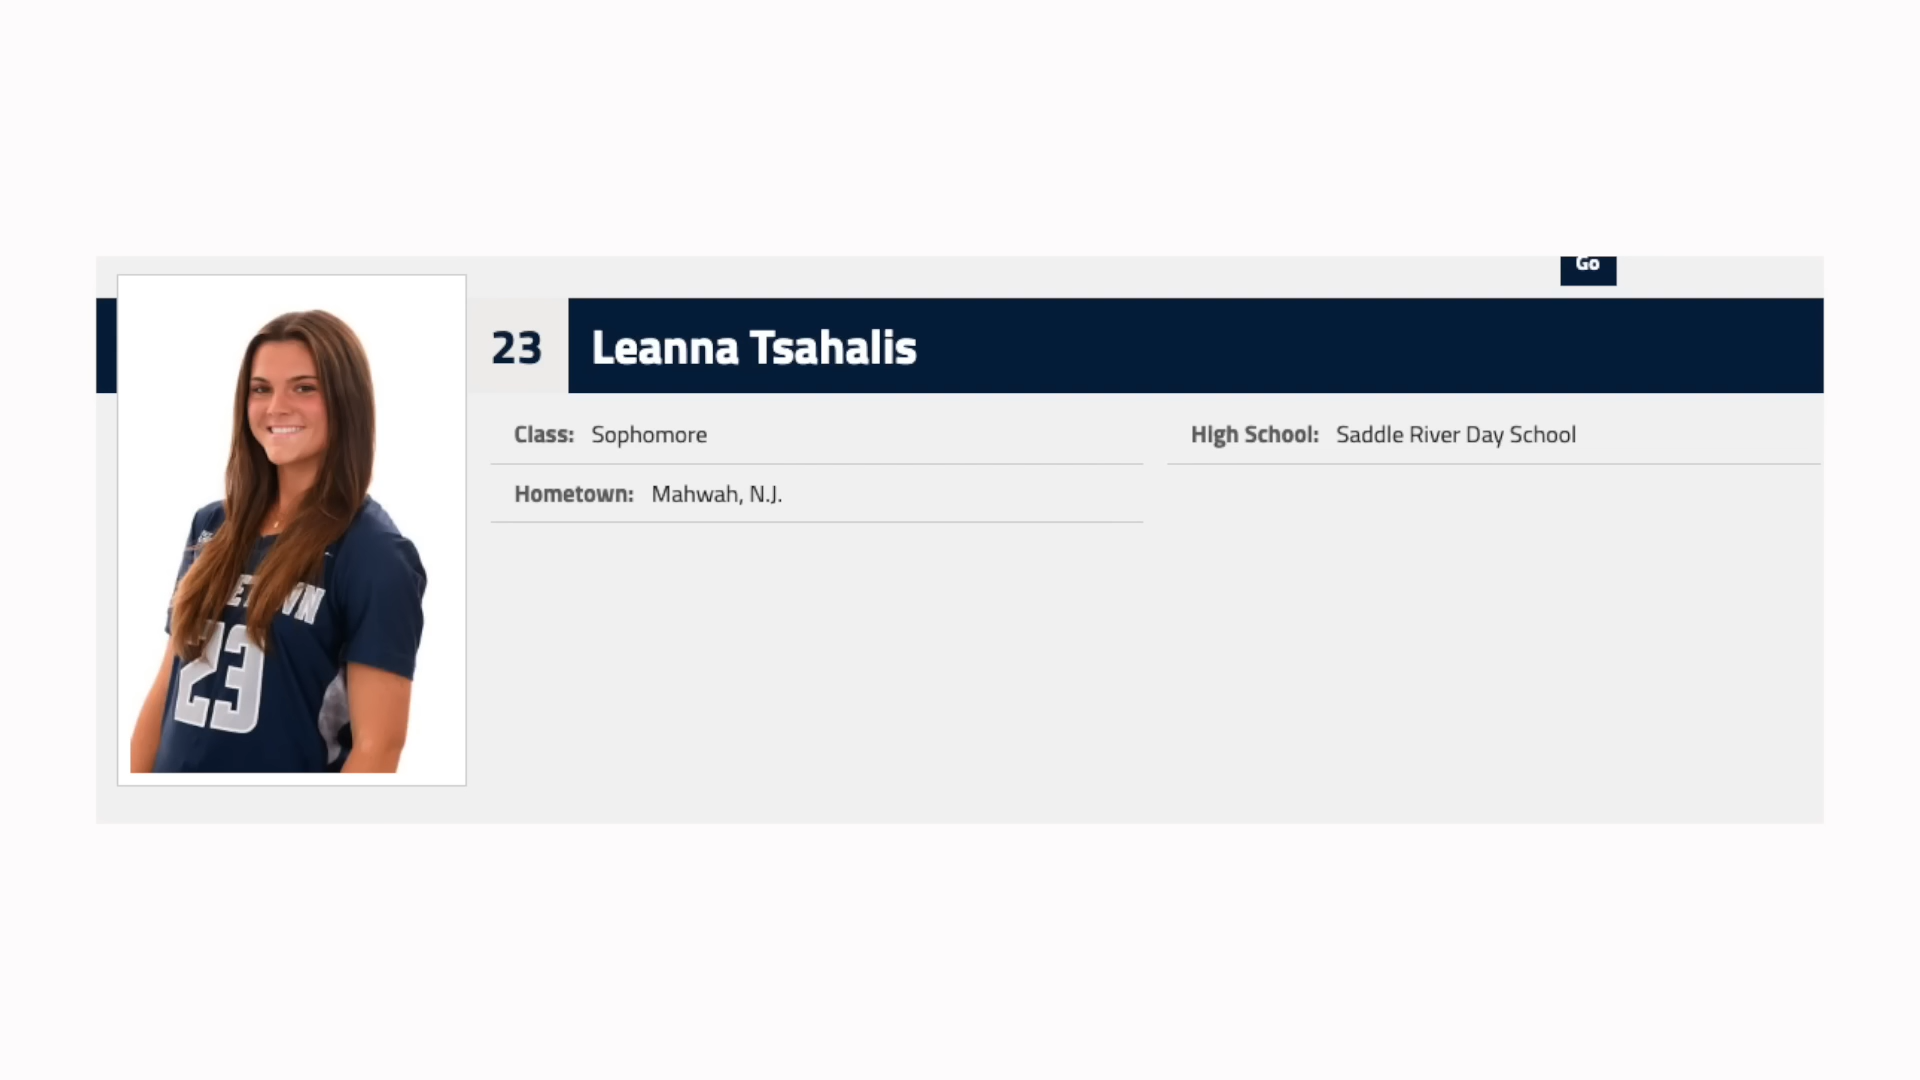 Go
23 Leanna Tsahalis
Class: Sophomore
High School: Saddle River Day School
Hometown: Mahwah, N.J.
23